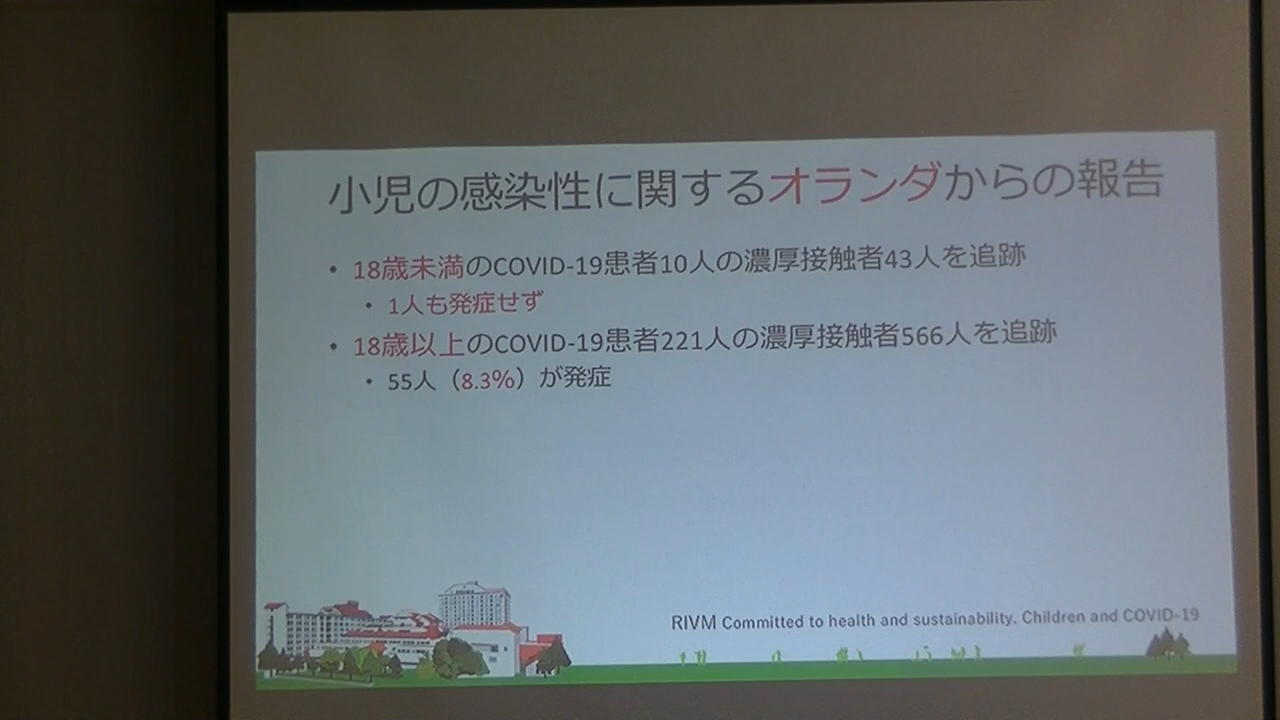 小児の感染性に関するオランダからの報告
• 18歳未満のCOVID-19患者10人の濃厚接触者43人を追跡
• 1人も発症せず
• 18歳以上のCOVID-19患者221人の濃厚接触者566人を追跡
• 55人（8.3%）が発症
RIVM Committed to health and sustainability. Children and COVID-19